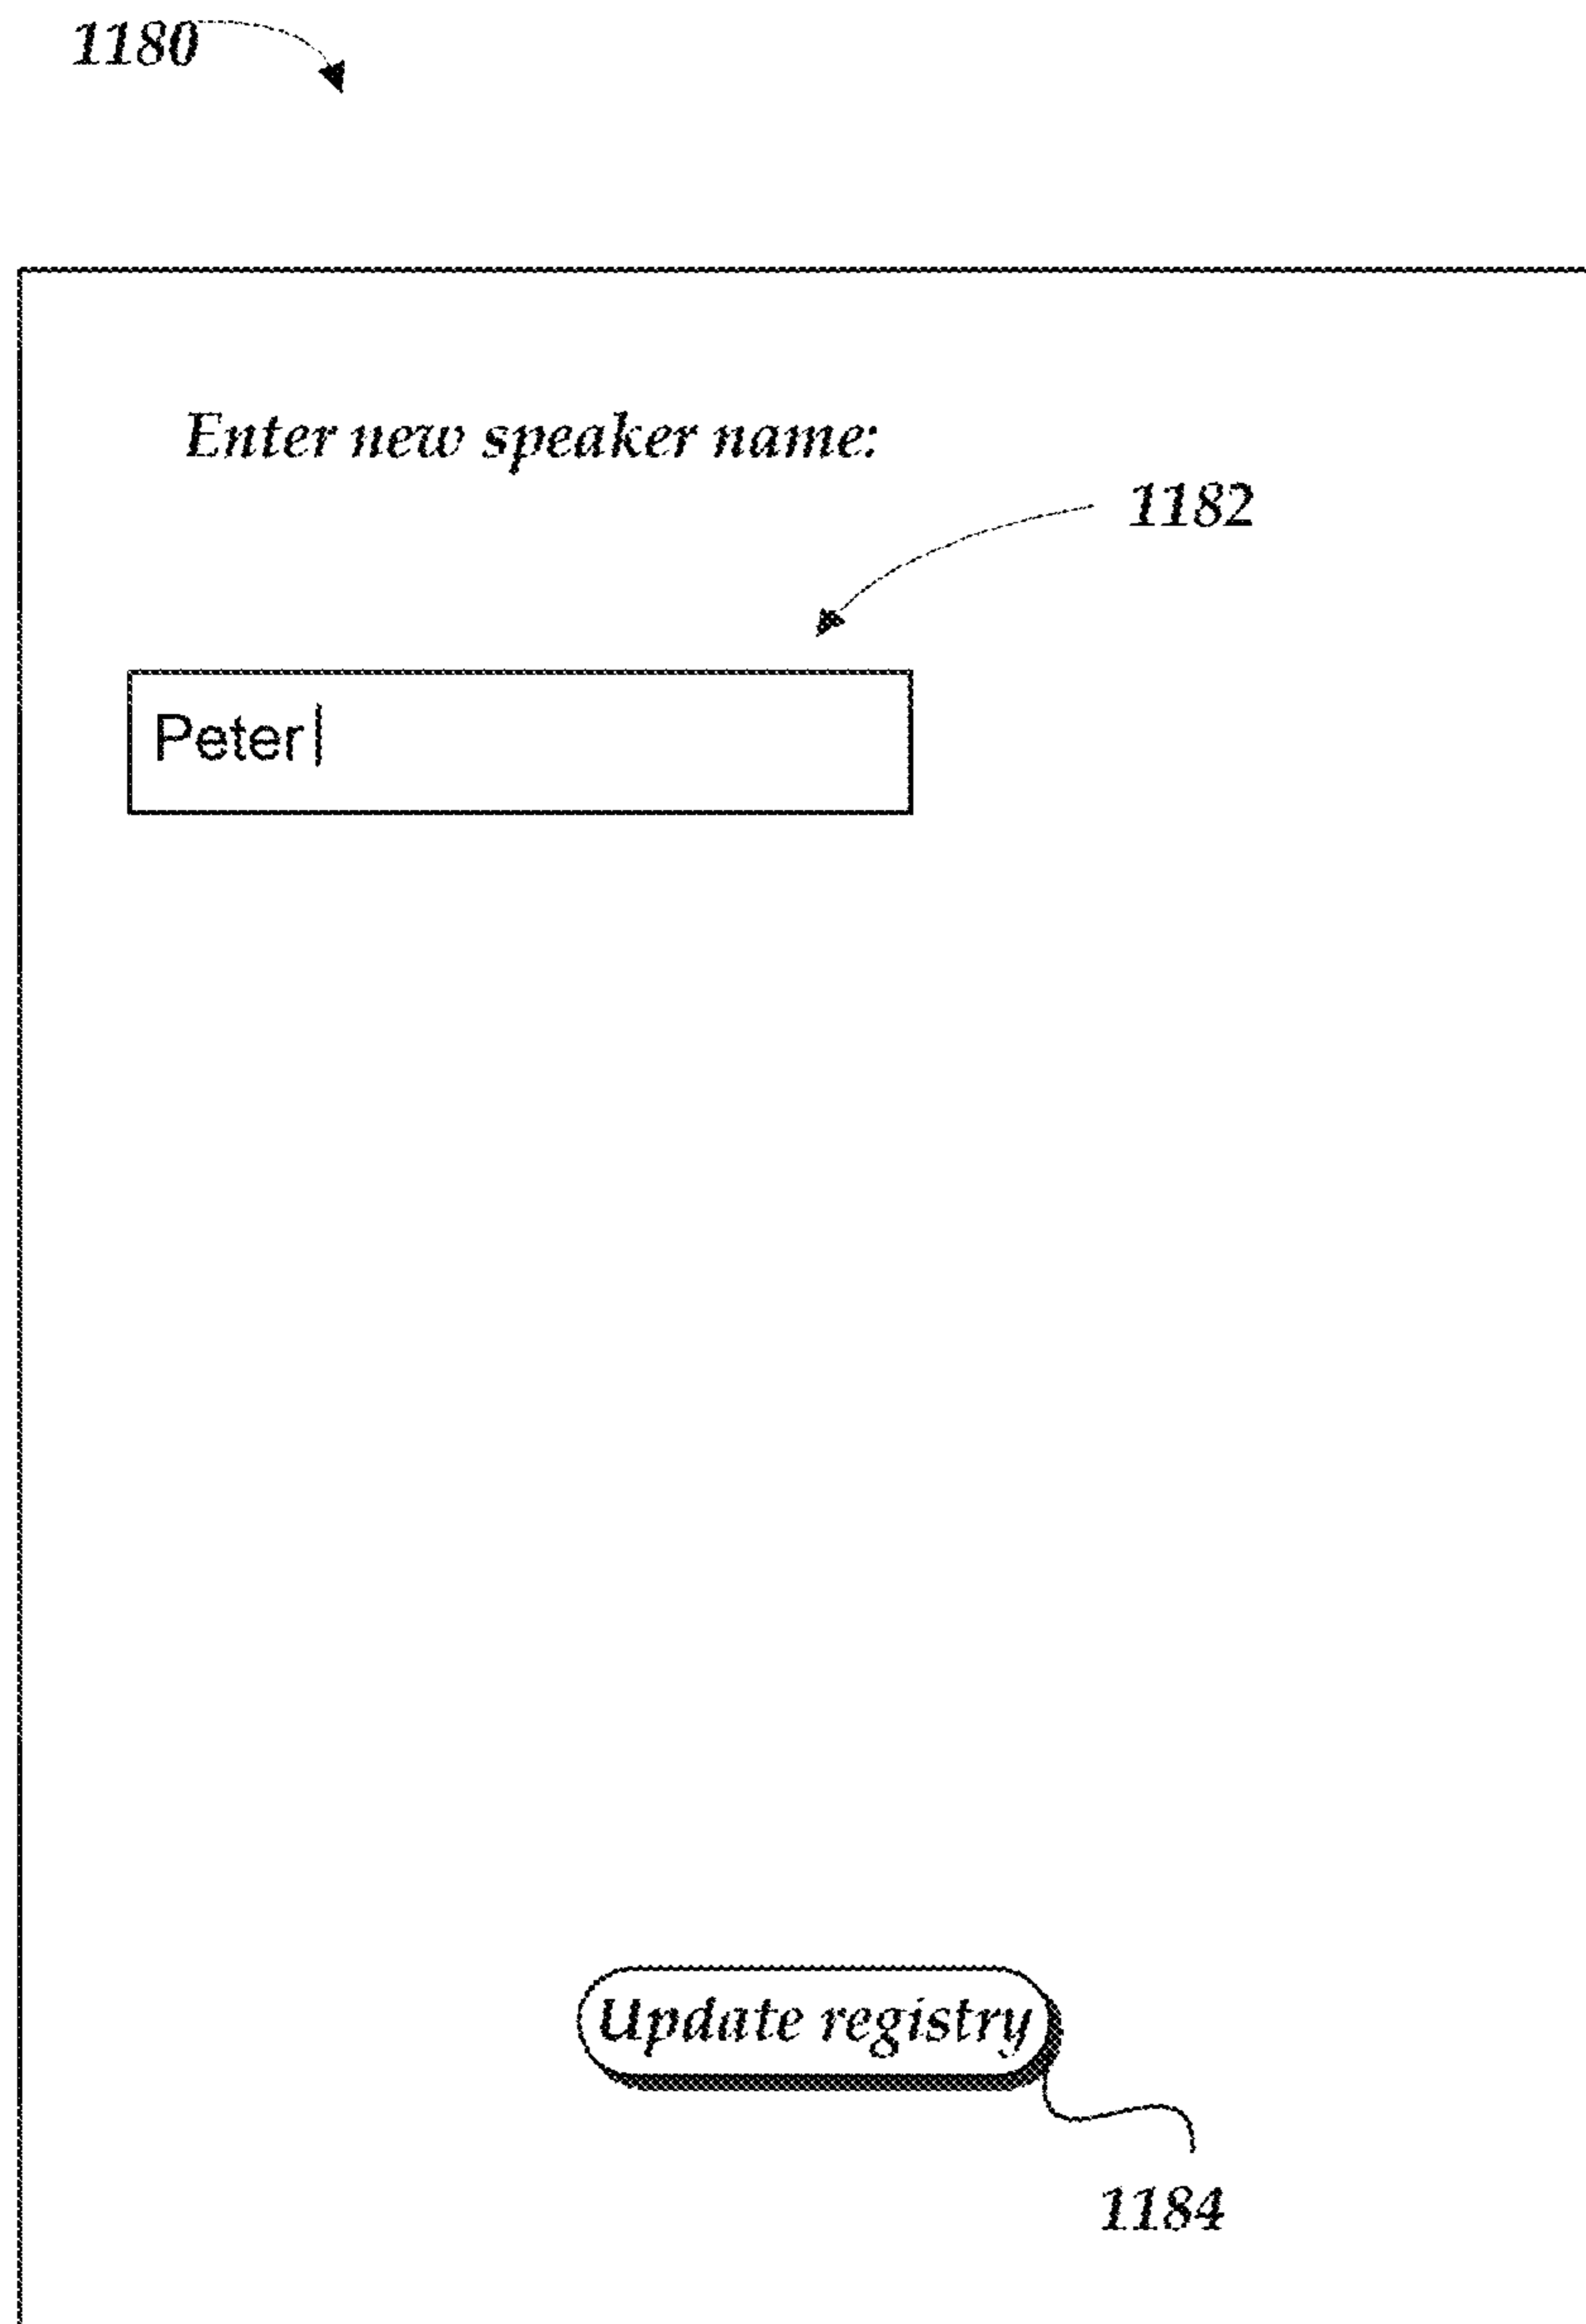 1180
Enter new speaker name:
1182
Peter
Update registry
1184